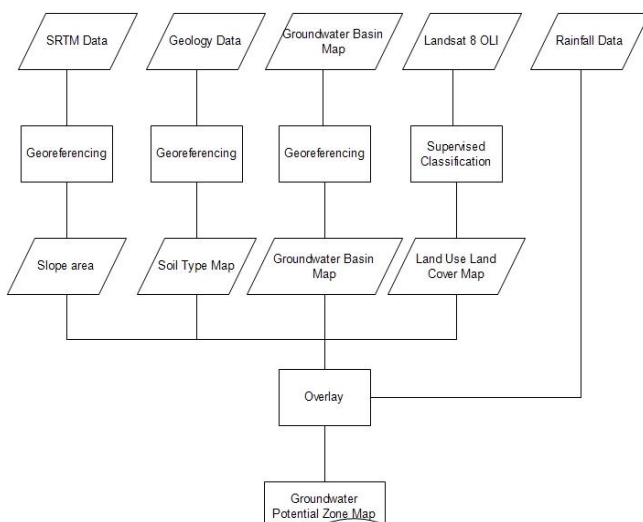 SRTM Data
Geology Data
Groundwater Basin
Map
Landsat 8 OLI
Rainfall Data
Georeferencing
Georeferencing
Georeferencing
Supervised
Classification
Slope area
Soil Type Map
Groundwater Basin
Map
Land Use Land
Cover Map
Overlay
Groundwater
Potential Zone Map